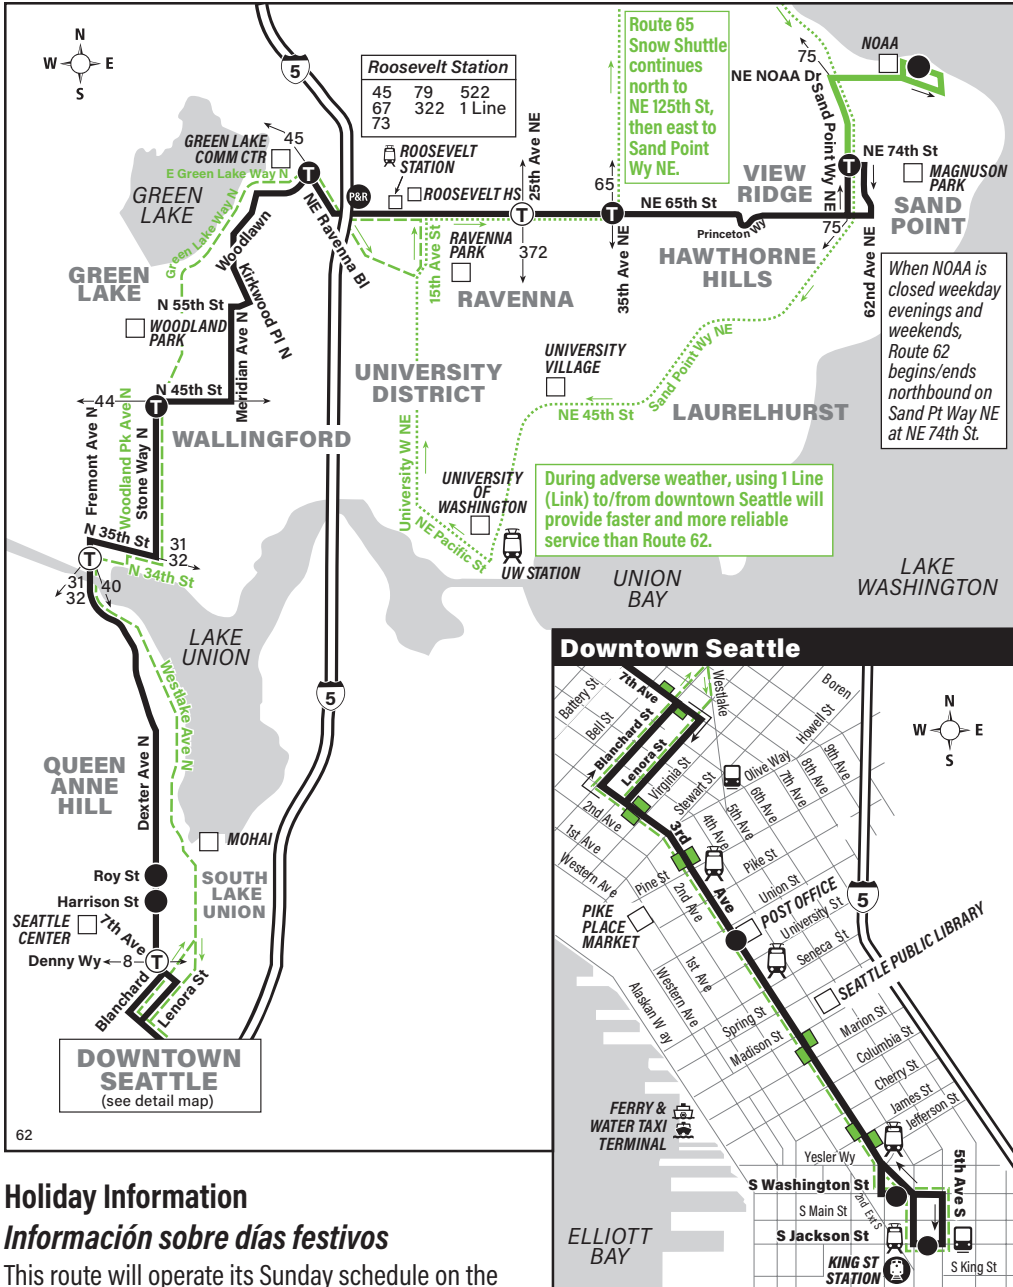 N
W E
S
5
Roosevelt Station
45 79 522
67 322 1 Line
73
Route 65
Snow Shuttle
continues
north to
NE 125th St,
then east to
Sand Point
Wy NE.
75
NOAA
NE NOAA Dr
Sand Point Wy NE
GREEN LAKE
COMM CTR
45
E Green Lake Way N
T
ROOSEVELT
STATION
P&R
ROOSEVELT HS
25th Ave NE
65
T
T
NE 65th St
VIEW
RIDGE
T
NE 74th St
MAGNUSON
PARK
SAND
POINT
GREEN
LAKE
Green Lake Way N
Woodlawn
NE Ravenna Bl
15th Ave St
RAVENNA
PARK
372
RAVENNA
35th Ave NE
Princeton Wy
75
HAWTHORNE
HILLS
62nd Ave NE
GREEN
LAKE
Kirkwood Pl N
N 55th St
WOODLAND
PARK
Meridian Ave N
When NOAA is
closed weekday
evenings and
weekends,
Route 62
begins/ends
northbound on
Sand Pt Way NE
at NE 74th St.
UNIVERSITY
DISTRICT
UNIVERSITY
VILLAGE
Sand Point Wy NE
N 45th St
44
T
NE 45th St
LAURELHURST
WALLINGFORD
Fremont Ave N
Woodland Pk Ave N
Stone Way N
University W NE
UNIVERSITY
OF
WASHINGTON
During adverse weather, using 1 Line
(Link) to/from downtown Seattle will
provide faster and more reliable
service than Route 62.
N 35th St
31
32
N 34th St
T
31
32
40
NE Pacific St
UW STATION
UNION
BAY
LAKE
WASHINGTON
LAKE
UNION
Westlake Ave N
5
QUEEN
ANNE
HILL
Dexter Ave N
MOHAI
Roy St
Harrison St
SOUTH
LAKE
UNION
SEATTLE
CENTER
7th Ave
Denny Wy
8
T
Blanchard
Lenora St
DOWNTOWN
SEATTLE
(see detail map)
62
Downtown Seattle
N
W E
S
Battery St
7th Ave
Westlake
Boren
Bell St
Blanchard St
Howell St
Lenora St
Virginia St
Stewart St
Olive Way
9th Ave
8th Ave
7th Ave
6th Ave
5th Ave
4th Ave
2nd Ave
1st Ave
Western Ave
3rd Ave
Pine St
Pike St
2nd Ave
Union St
University St
Seneca St
5
PIKE
PLACE
MARKET
POST OFFICE
SEATTLE PUBLIC LIBRARY
1st Ave
Western Ave
Alaskan W ay
Spring St
Madison St
Marion St
Columbia St
Cherry St
James St
Jefferson St
FERRY &
WATER TAXI
TERMINAL
Yesler Wy
S Washington St
S Main St
2nd Ext S
5th Ave S
S Jackson St
KING ST
STATION
S King St
ELLIOTT
BAY
Holiday Information
Información sobre días festivos
This route will operate its Sunday schedule on the